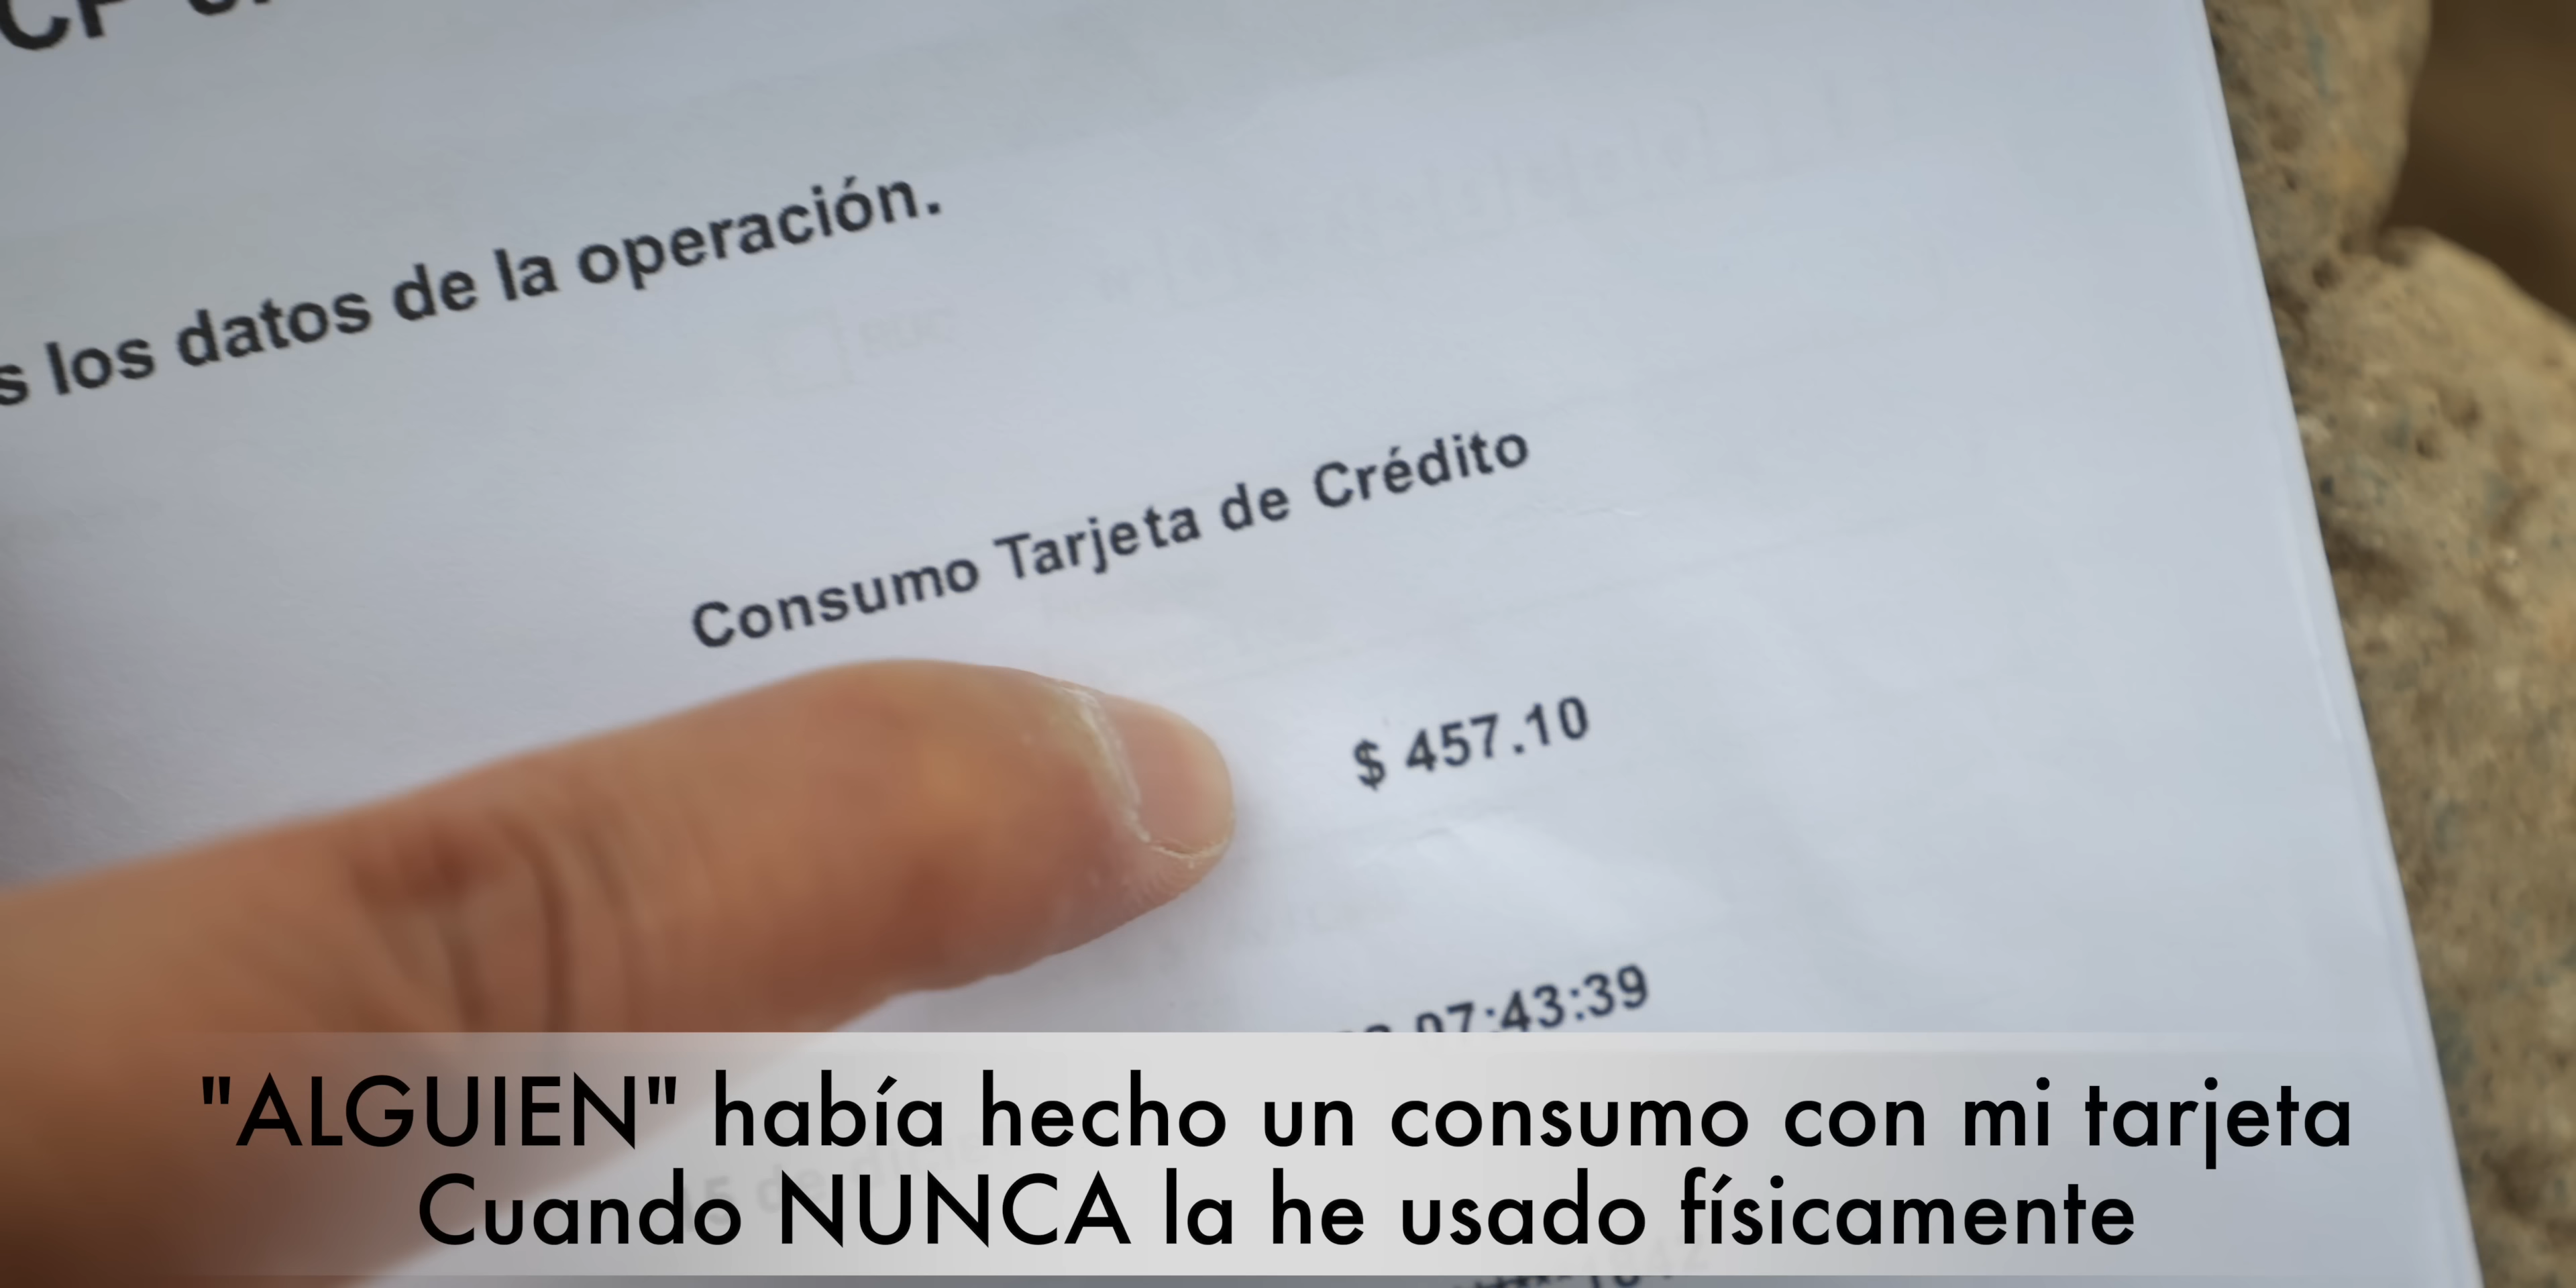 s los datos de la operación.
Consumo Tarjeta de Crédito
$ 457.10
07:43:39
"ALGUIEN" había hecho un consumo con mi tarjeta
Cuando NUNCA la he usado físicamente